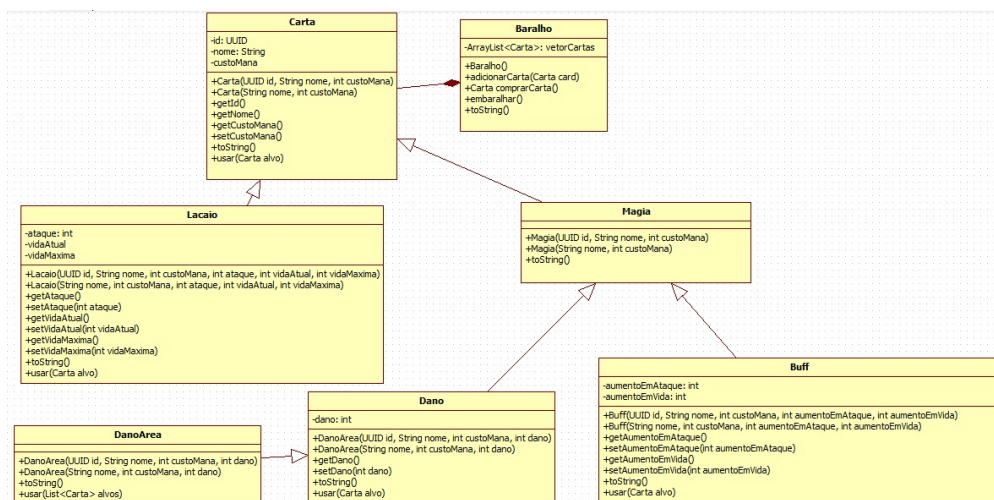 Carta
-id: UUID
-nome: String
-custoMana
+Carta(UUID id, String nome, int custoMana)
+Carta(String nome, int custoMana)
+getId()
+getNome()
+getCustoMana()
+setCustoMana()
+toString()
+usar(Carta alvo)
Baralho
-ArrayList<Carta>: vetorCartas
+Baralho()
+adicionarCarta(Carta card)
+Carta comprarCarta()
+embaralhar()
+toString()
Lacaio
-ataque: int
-vidaAtual
-vidaMaxima
+Lacaio(UUID id, String nome, int custoMana, int ataque, int vidaAtual, int vidaMaxima)
+Lacaio(String nome, int custoMana, int ataque, int vidaAtual, int vidaMaxima)
+getAtaque()
+setAtaque(int ataque)
+getVidaAtual()
+setVidaAtual(int vidaAtual)
+getVidaMaxima()
+setVidaMaxima(int vidaMaxima)
+toString()
+usar(Carta alvo)
Magia
+Magia(UUID id, String nome, int custoMana)
+Magia(String nome, int custoMana)
+toString()
DanoArea
+DanoArea(UUID id, String nome, int custoMana, int dano)
+DanoArea(String nome, int custoMana, int dano)
+toString()
+usar(List<Carta> alvos)
Dano
-dano: int
+DanoArea(UUID id, String nome, int custoMana, int dano)
+DanoArea(String nome, int custoMana, int dano)
+getDano()
+setDano(int dano)
+toString()
+usar(Carta alvo)
Buff
-aumentoEmAtaque: int
-aumentoEmVida: int
+Buff(UUID id, String nome, int custoMana, int aumentoEmAtaque, int aumentoEmVida)
+Buff(String nome, int custoMana, int aumentoEmAtaque, int aumentoEmVida)
+getAumentoEmAtaque()
+setAumentoEmAtaque(int aumentoEmAtaque)
+getAumentoEmVida()
+setAumentoEmVida(int aumentoEmVida)
+toString()
+usar(Carta alvo)